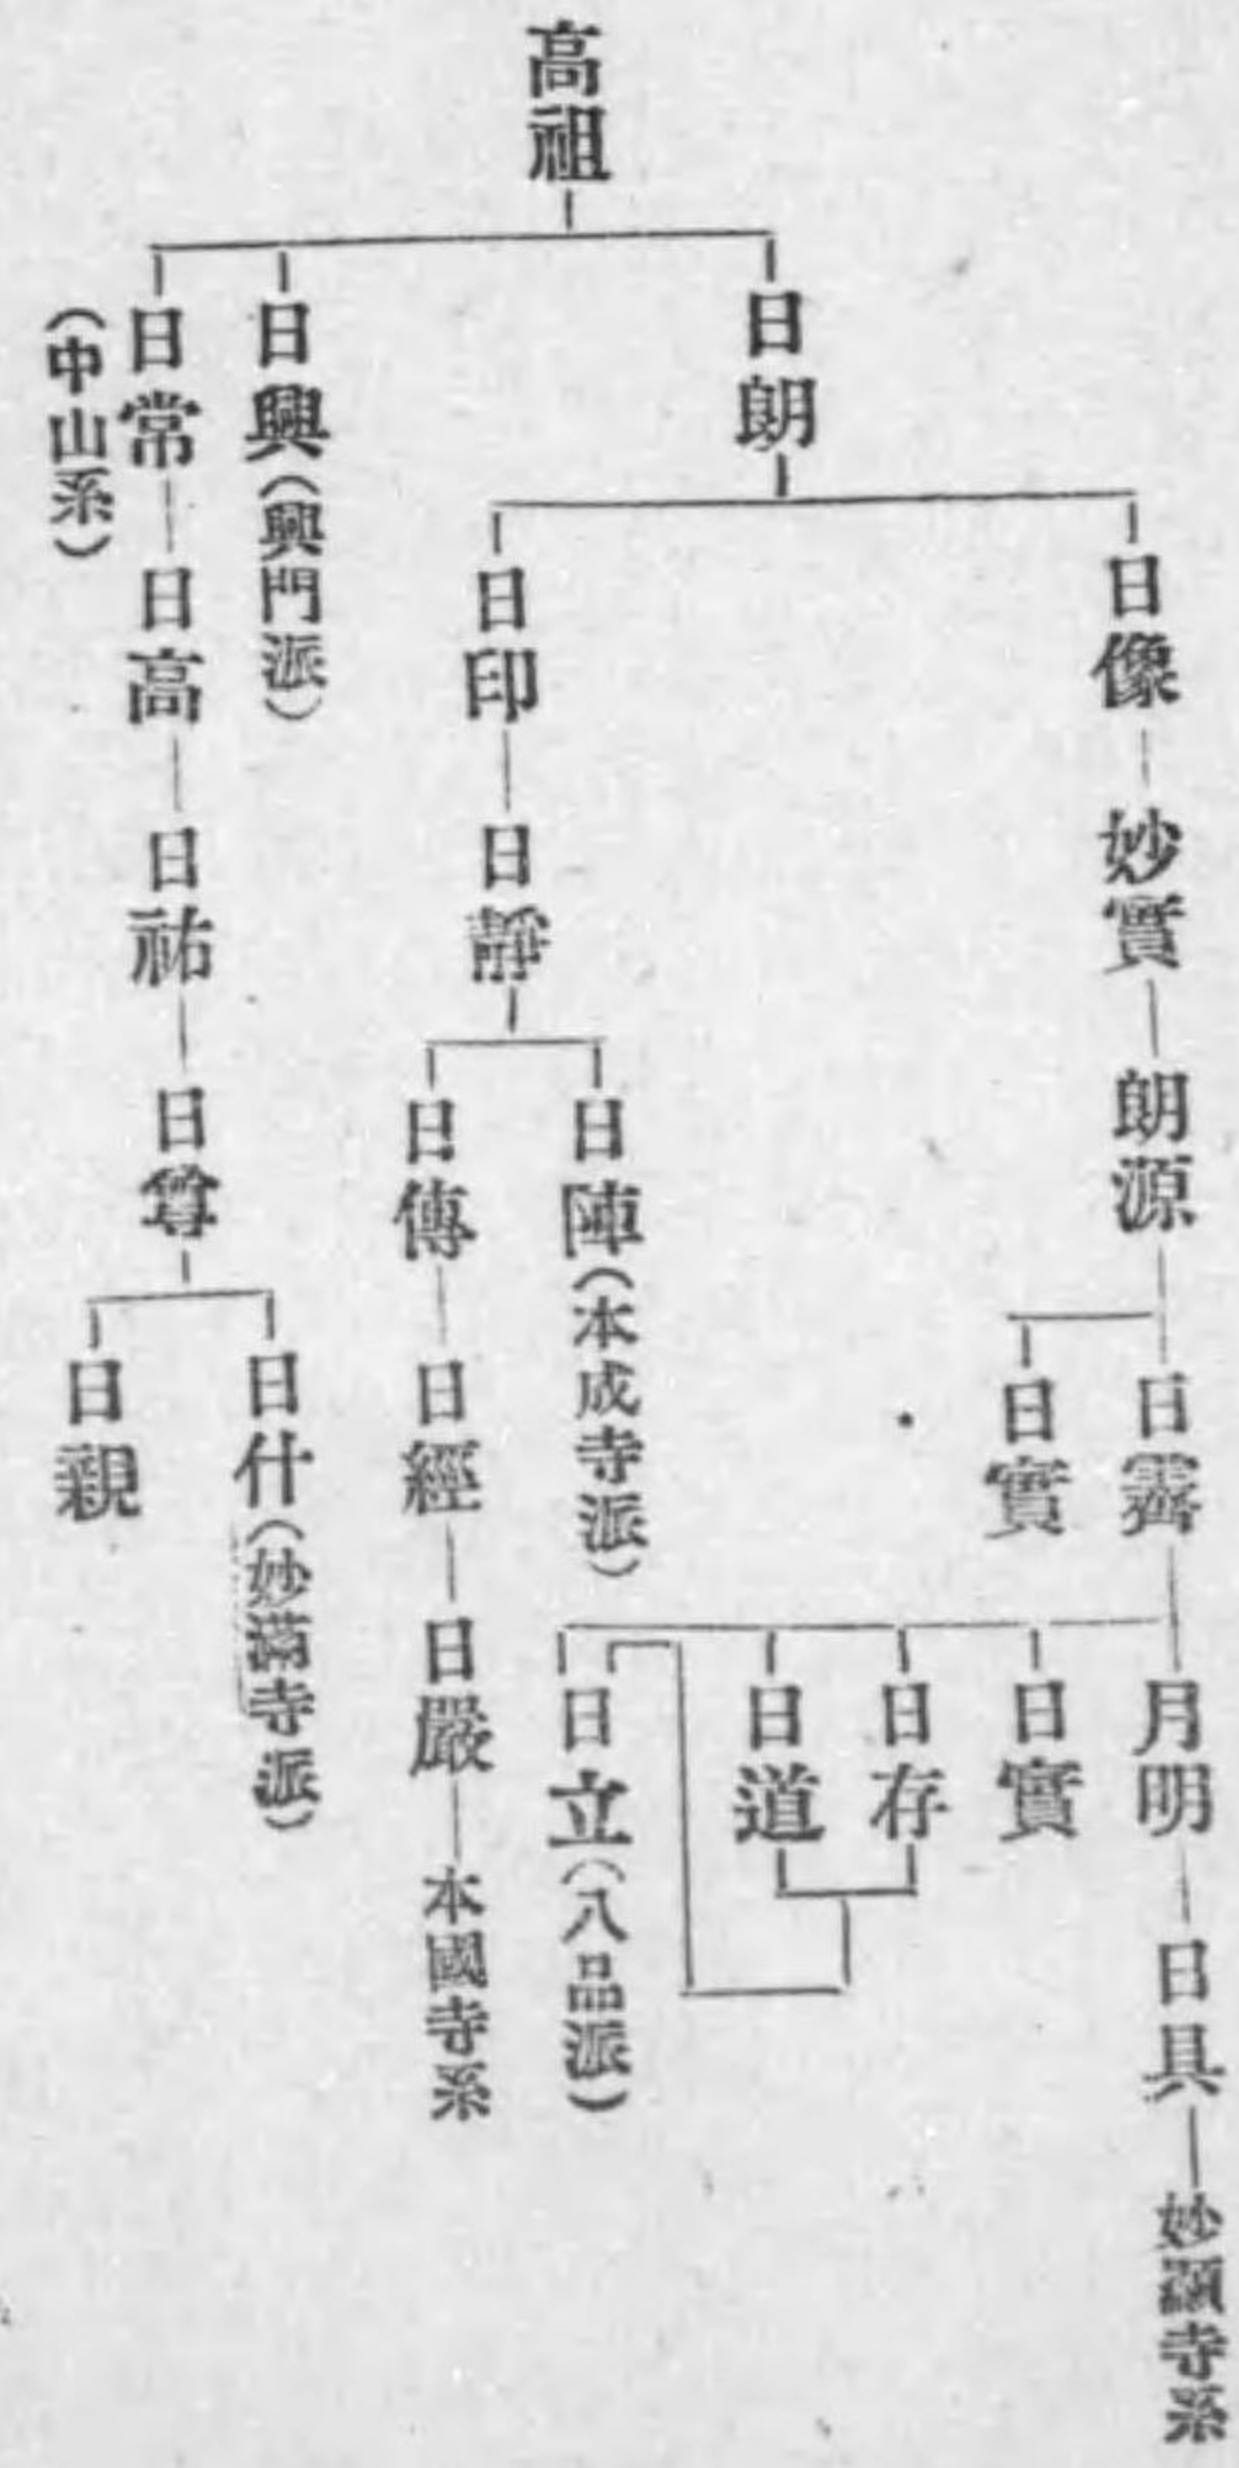 高祖
日朗
日像
妙實
朗源
日霽
月明
日具
妙顯寺系
日實
日存
日道
日立(八品派)
日實
日印
日靜
日陣(本成寺派)
日傳
日經
日嚴
本國寺系
日興(興門派)
日常
(中山系)
日高
日祐
日尊
日什(妙滿寺派)
日親